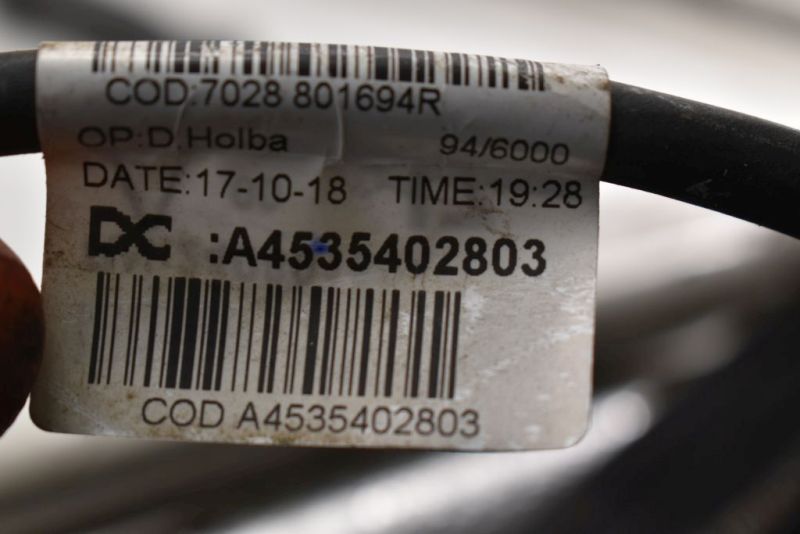 COD:7028 801694R
OP:D.Holba 94/6000
DATE:17-10-18 TIME:19:28
DC :A4535402803
COD A4535402803